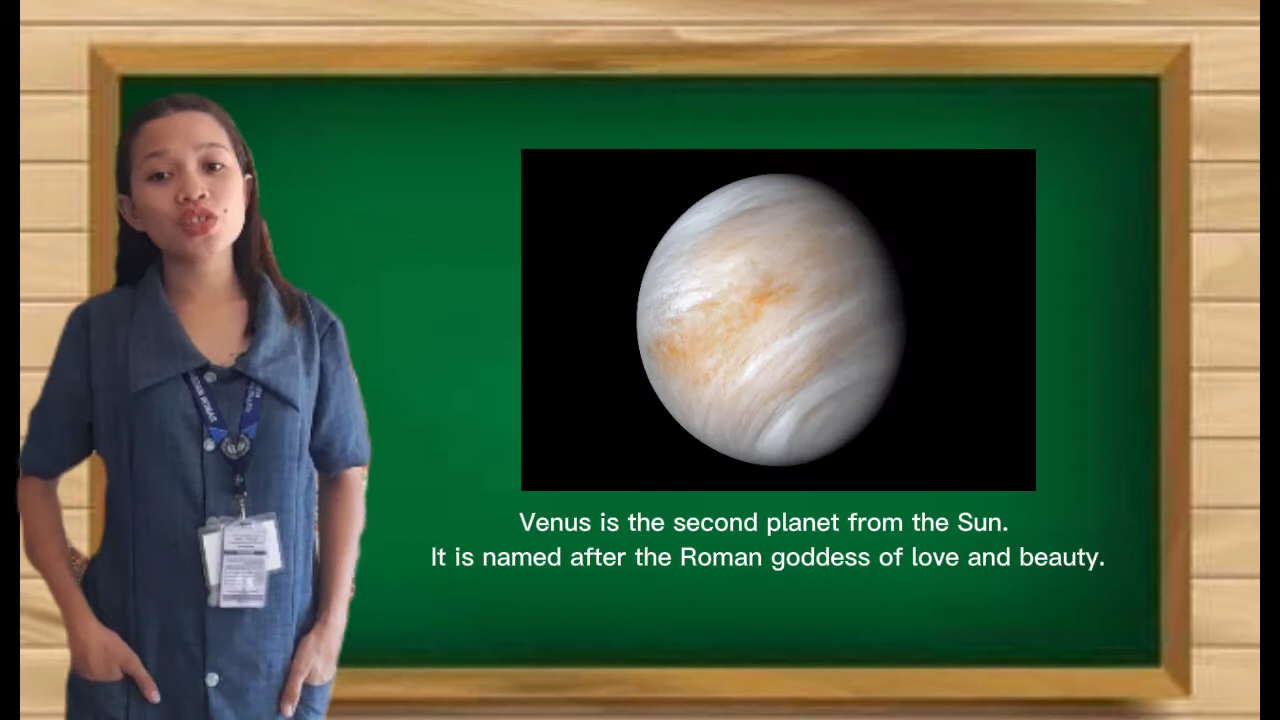 Venus is the second planet from the Sun.
It is named after the Roman goddess of love and beauty.